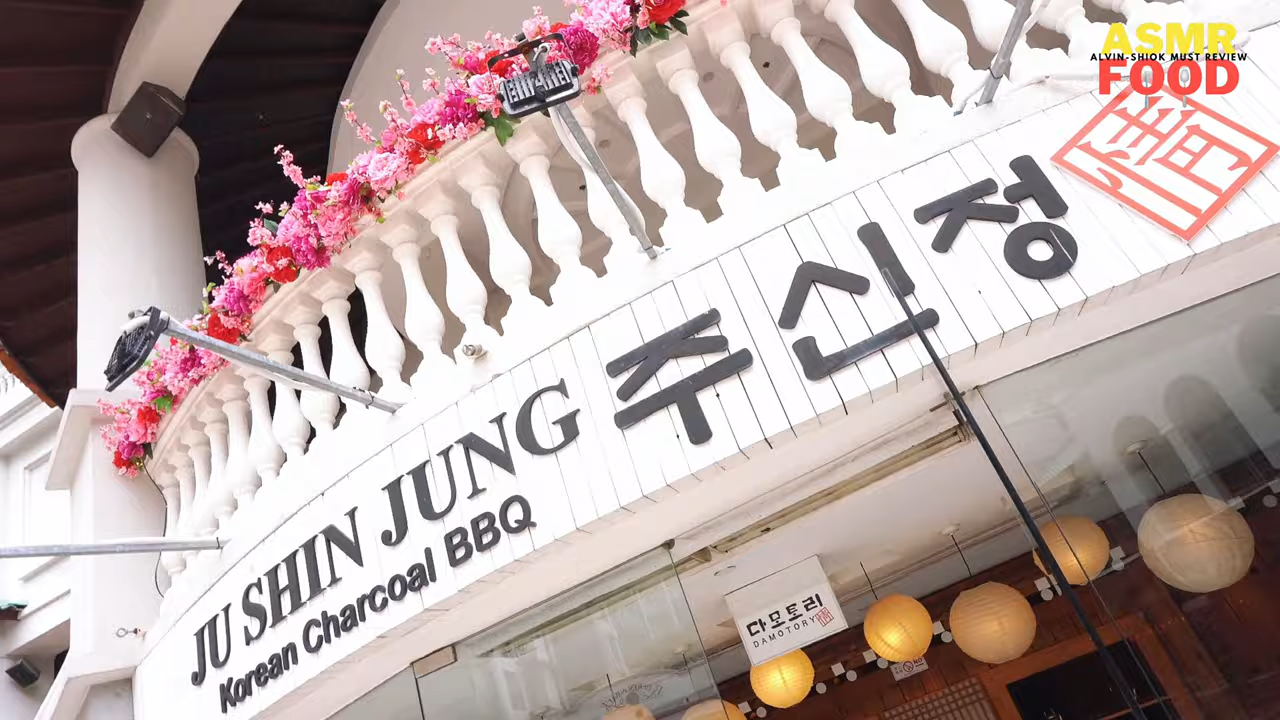 ASMR
ALVIN-SHIOK MUST REVIEW
FOOD
주신정
JU SHIN JUNG
Korean Charcoal BBQ
다모토리
DAMOTORY